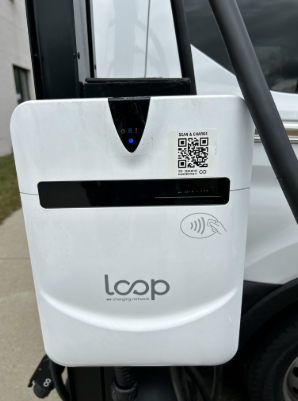 SCAN & CHARGE
loop
ev charging network